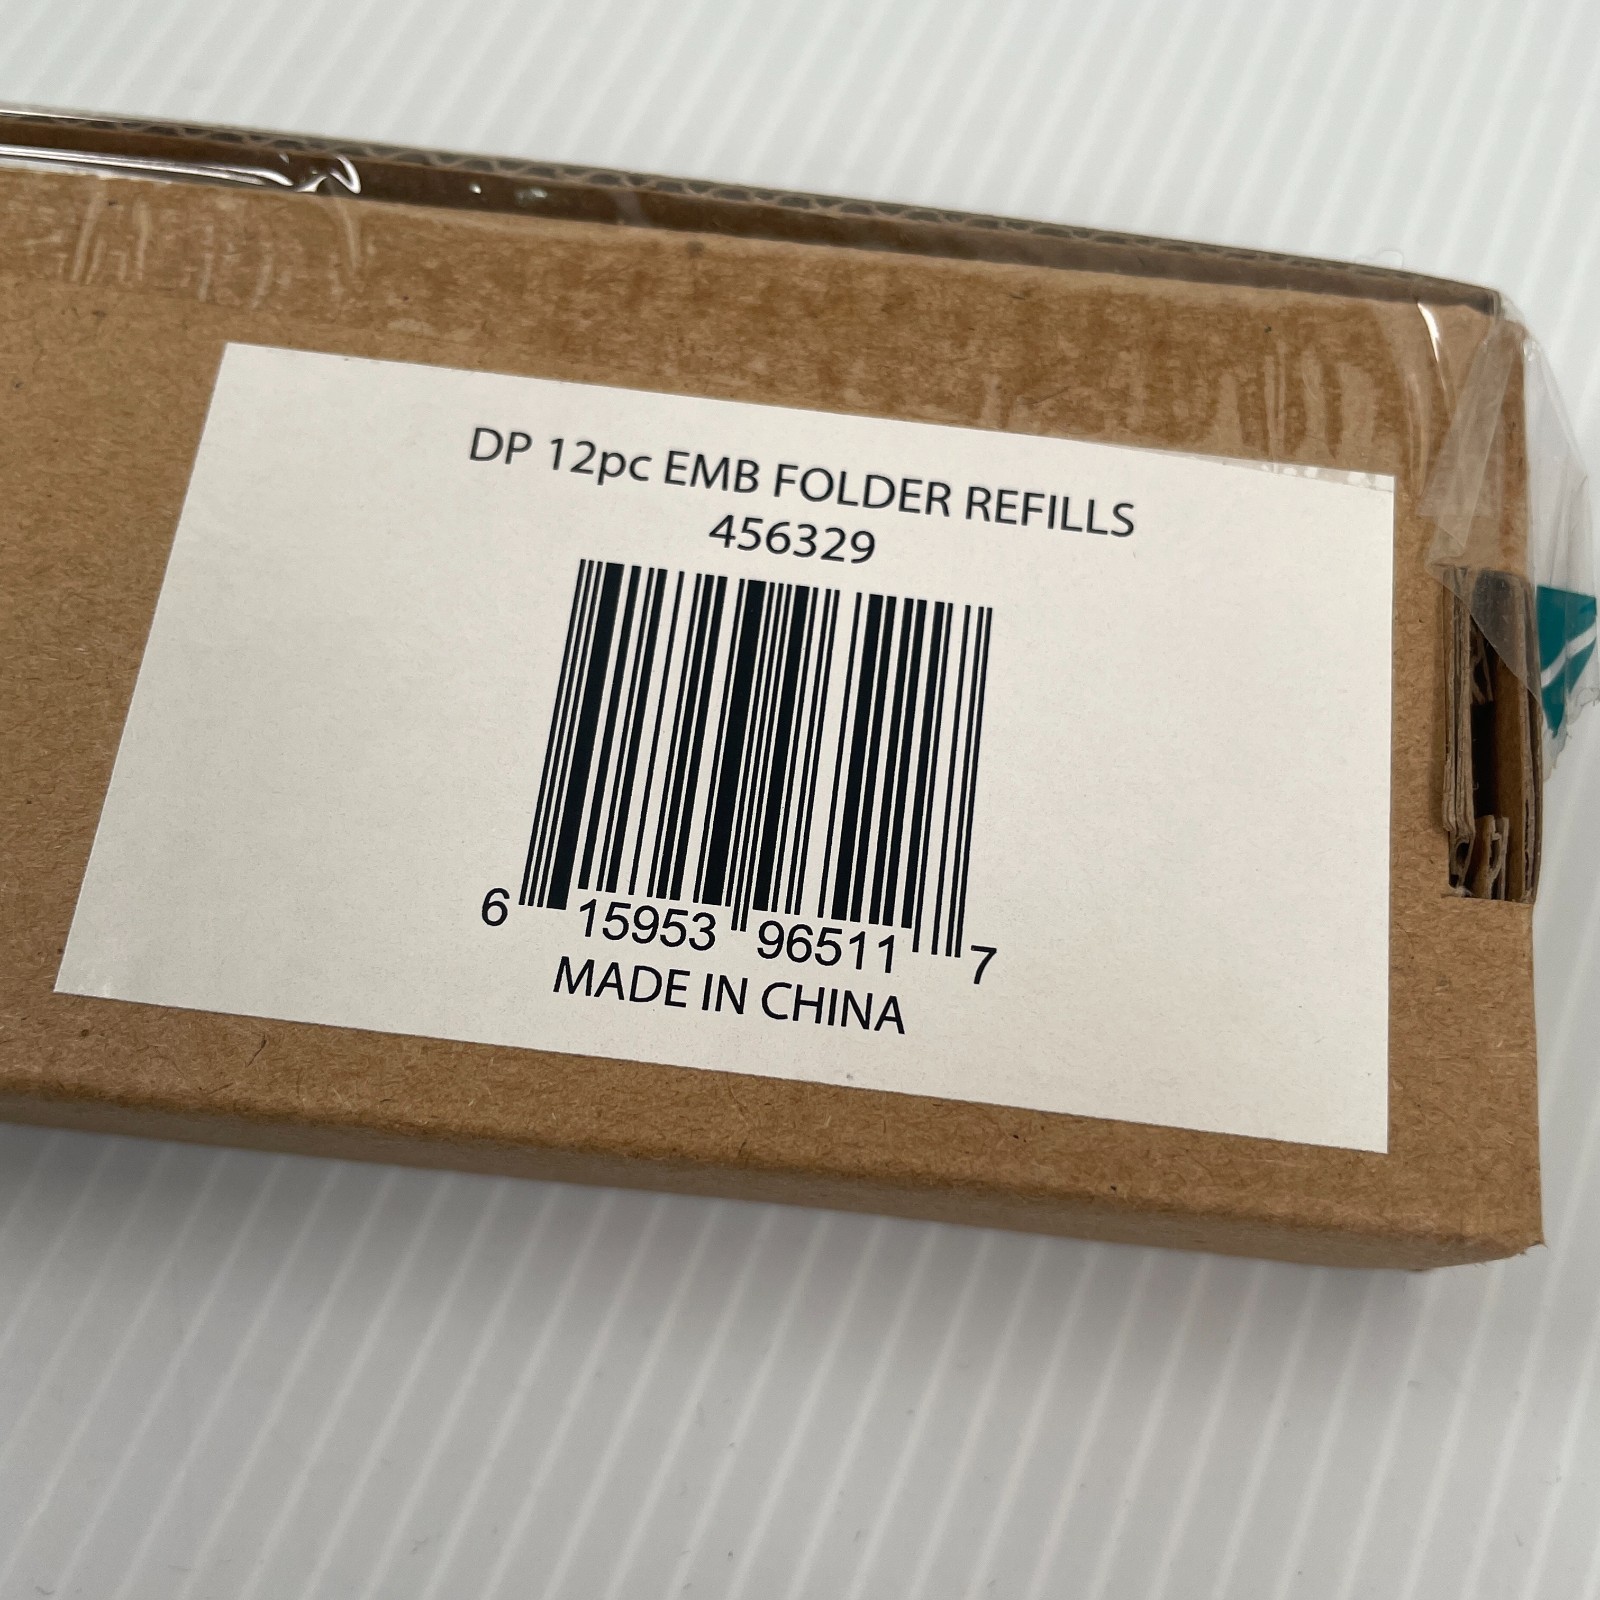 DP 12pc EMB FOLDER REFILLS
456329
6 15953 96511 7
MADE IN CHINA